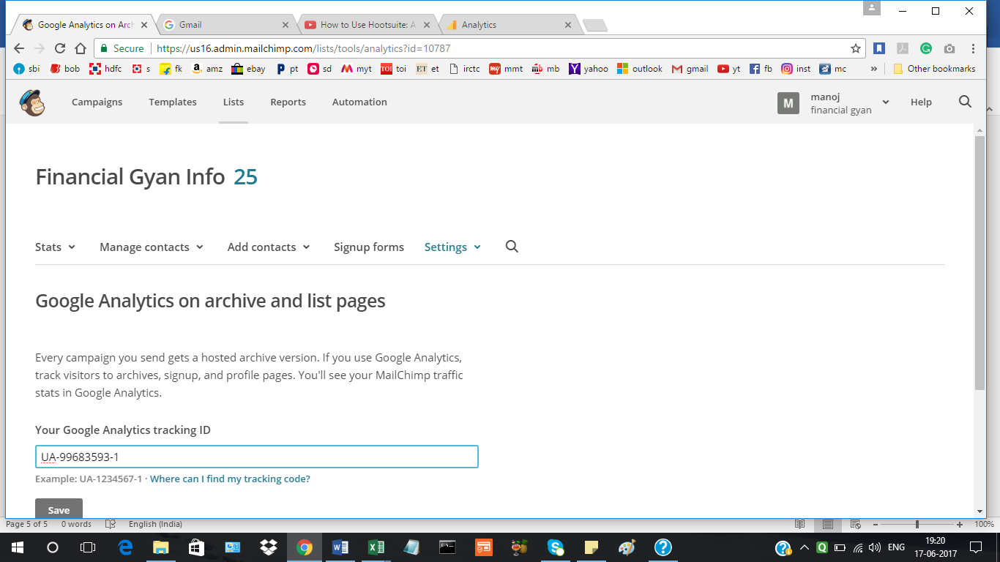 Google Analytics on Arch
Gmail
How to Use Hootsuite: A
Analytics
Secure
https://us16.admin.mailchimp.com/lists/tools/analytics?id=10787
sbi bob hdfc s fk amz ebay pt sd myt toi et irctc mmt mb yahoo outlook gmail yt fb inst mc » Other bookmarks
Campaigns Templates Lists Reports Automation
M
manoj
financial gyan
Help
Financial Gyan Info 25
Stats Manage contacts Add contacts Signup forms Settings
Google Analytics on archive and list pages
Every campaign you send gets a hosted archive version. If you use Google Analytics,
track visitors to archives, signup, and profile pages. You'll see your MailChimp traffic
stats in Google Analytics.
Your Google Analytics tracking ID
UA-99683593-1
Example: UA-1234567-1 · Where can I find my tracking code?
Save
Page 5 of 5 0 words English (India) 100%
ENG
19:20
17-06-2017